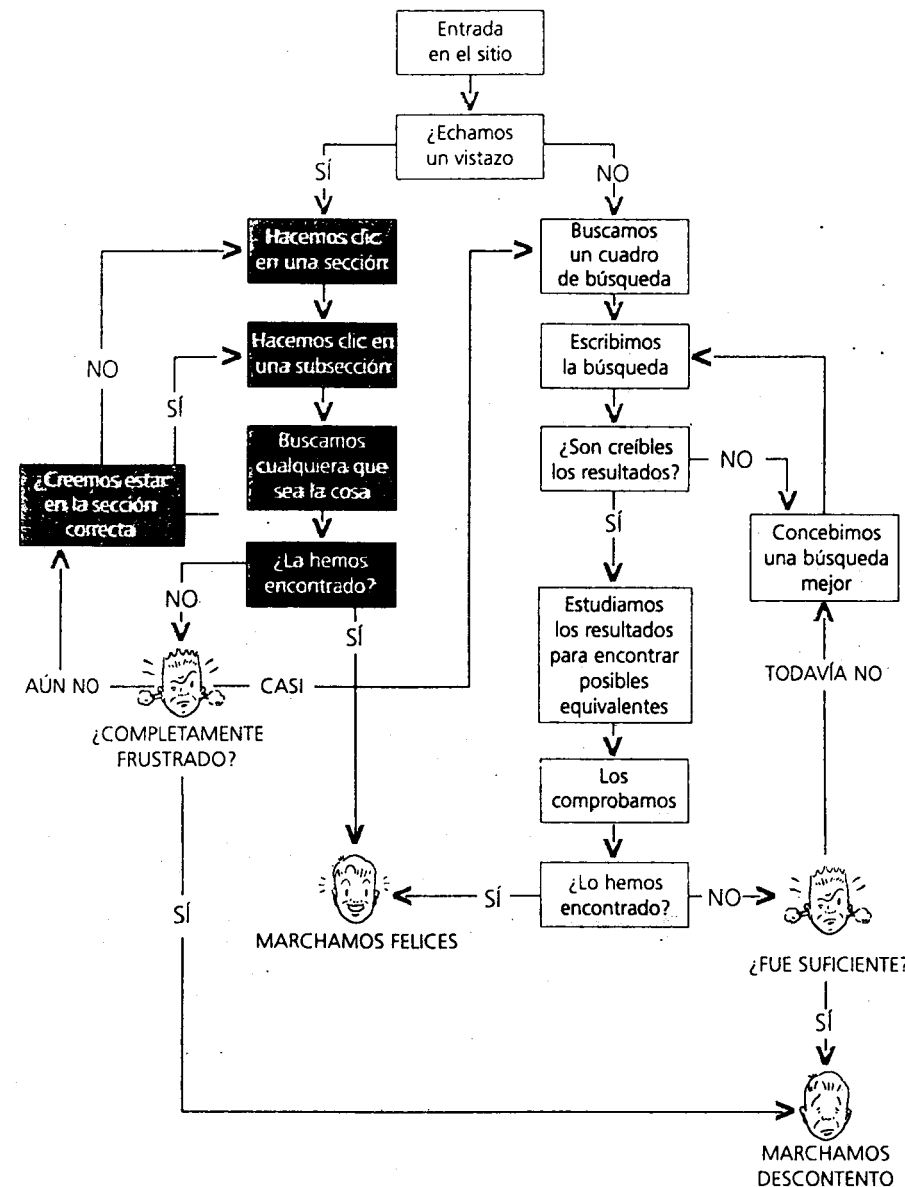 Entrada
en el sitio
¿Echamos
un vistazo
SÍ
NO
Hacemos clic
en una sección
Buscamos
un cuadro
de búsqueda
Hacemos clic en
una subsección
Escribimos
la búsqueda
NO
SÍ
Buscamos
cualquiera que
sea la cosa
¿Son creíbles
los resultados?
NO
¿Creemos estar
en la sección
correcta
SÍ
Concebimos
una búsqueda
mejor
¿La hemos
encontrado?
NO
SÍ
Estudiamos
los resultados
para encontrar
posibles
equivalentes
TODAVÍA NO
AÚN NO
CASI
¿COMPLETAMENTE
FRUSTRADO?
Los
comprobamos
¿Lo hemos
encontrado?
SÍ
NO
SÍ
MARCHAMOS FELICES
¿FUE SUFICIENTE?
SÍ
MARCHAMOS
DESCONTENTO